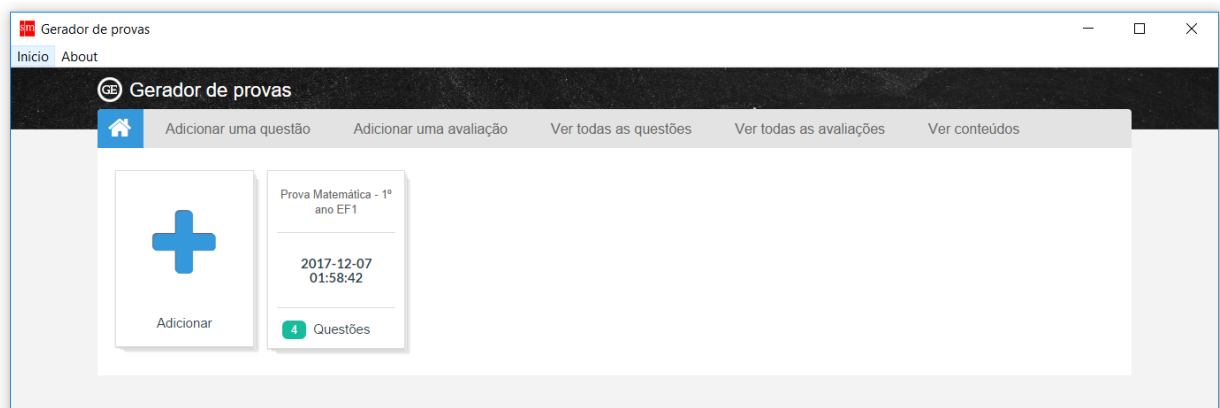 sm Gerador de provas
Inicio About
GE Gerador de provas
Adicionar uma questão Adicionar uma avaliação Ver todas as questões Ver todas as avaliações Ver conteúdos
Adicionar
Prova Matemática - 1º
ano EF1
2017-12-07
01:58:42
4 Questões